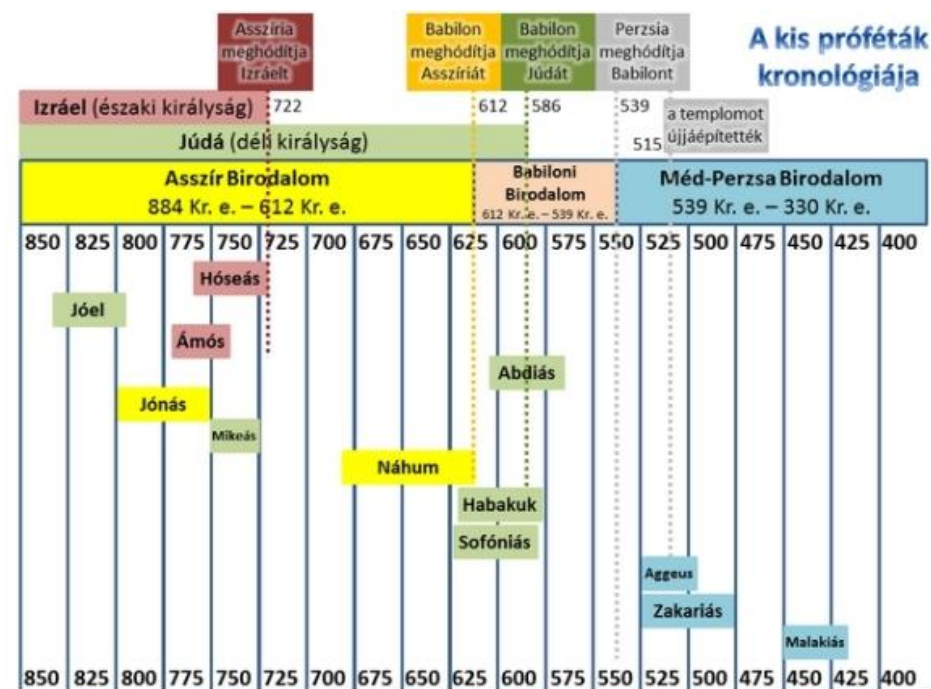 Asszíria
meghódítja
Izráelt
Babilon
meghódítja
Asszíriát
Babilon
meghódítja
Júdát
Perzsia
meghódítja
Babilont
A kis próféták
kronológiája
Izráel (északi királyság)
722
612
586
539
a templomot
újjáépítették
Júdá (déli királyság)
515
Asszír Birodalom
884 Kr. e. – 612 Kr. e.
Babiloni
Birodalom
612 Kr. e. – 539 Kr. e.
Méd-Perzsa Birodalom
539 Kr. e. – 330 Kr. e.
850 825 800 775 750 725 700 675 650 625 600 575 550 525 500 475 450 425 400
Hóseás
Jóel
Ámós
Abdiás
Jónás
Mikeás
Náhum
Habakuk
Sofóniás
Aggeus
Zakariás
Malakiás
850 825 800 775 750 725 700 675 650 625 600 575 550 525 500 475 450 425 400